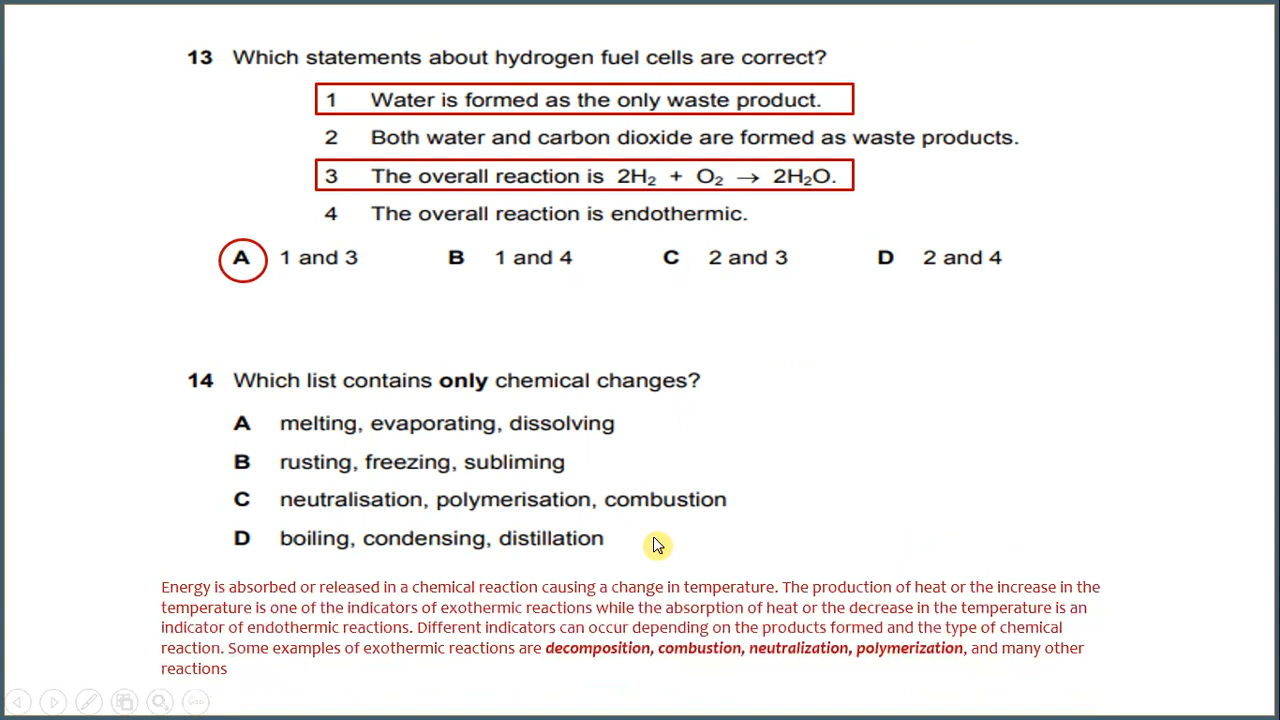 13 Which statements about hydrogen fuel cells are correct?
1 Water is formed as the only waste product.
2 Both water and carbon dioxide are formed as waste products.
3 The overall reaction is 2H₂ + O₂ → 2H₂O.
4 The overall reaction is endothermic.
A 1 and 3 B 1 and 4 C 2 and 3 D 2 and 4
14 Which list contains only chemical changes?
A melting, evaporating, dissolving
B rusting, freezing, subliming
C neutralisation, polymerisation, combustion
D boiling, condensing, distillation
Energy is absorbed or released in a chemical reaction causing a change in temperature. The production of heat or the increase in the
temperature is one of the indicators of exothermic reactions while the absorption of heat or the decrease in the temperature is an
indicator of endothermic reactions. Different indicators can occur depending on the products formed and the type of chemical
reaction. Some examples of exothermic reactions are decomposition, combustion, neutralization, polymerization, and many other
reactions